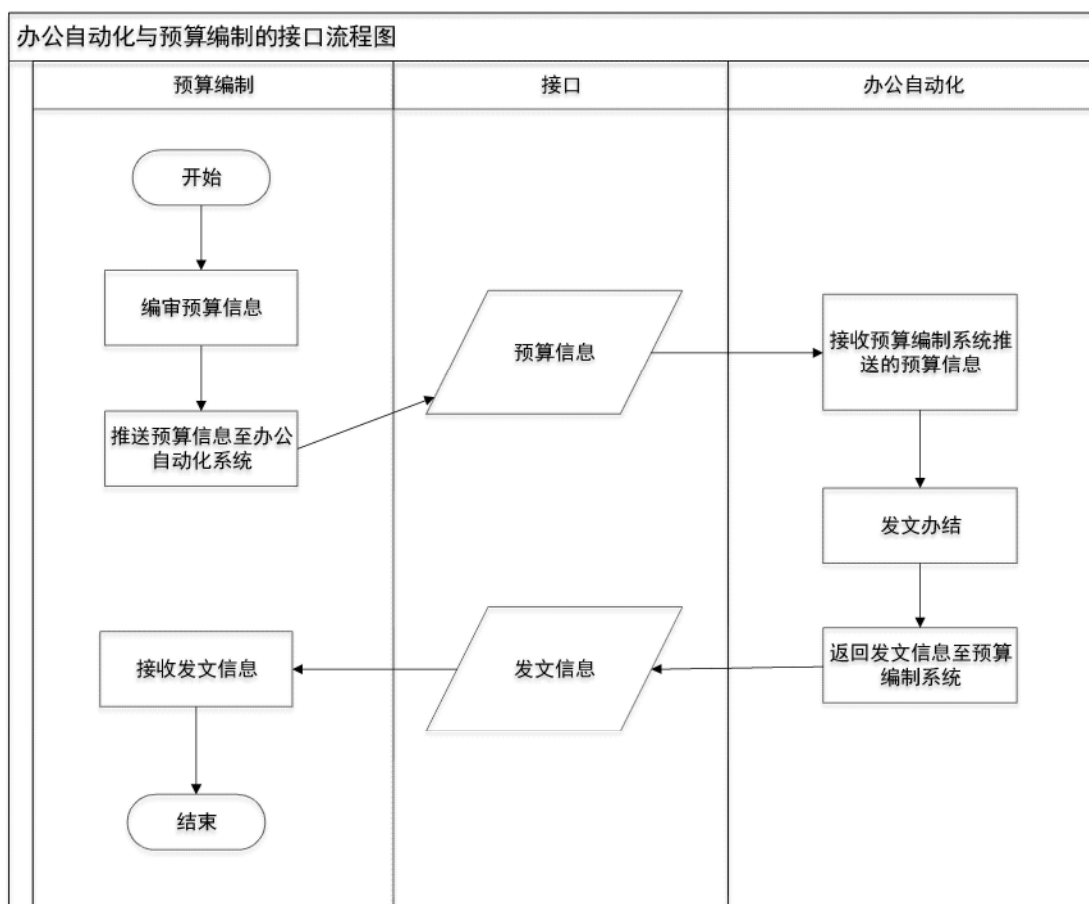 办公自动化与预算编制的接口流程图
预算编制
接口
办公自动化
开始
编审预算信息
推送预算信息至办公
自动化系统
预算信息
接收预算编制系统推
送的预算信息
发文办结
返回发文信息至预算
编制系统
发文信息
接收发文信息
结束